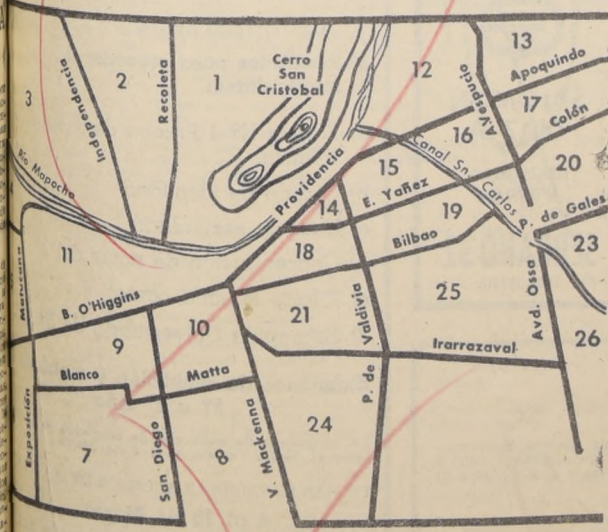 13
Apoquindo
12
Cerro
San
Cristobal
1
2
3
Independencia
Recoleta
A.Vespucio
17
Colón
16
Canal Sn. Carlos
20
15
Rio Mapocho
Providencia
E. Yañez
14
19
P. de Gales
23
18
Bilbao
11
Matucana
25
B. O'Higgins
P. de Valdivia
Avd. Ossa
21
10
9
Irarrazaval
26
Blanco
Matta
Exposición
7
San Diego
8
V. Mackenna
24